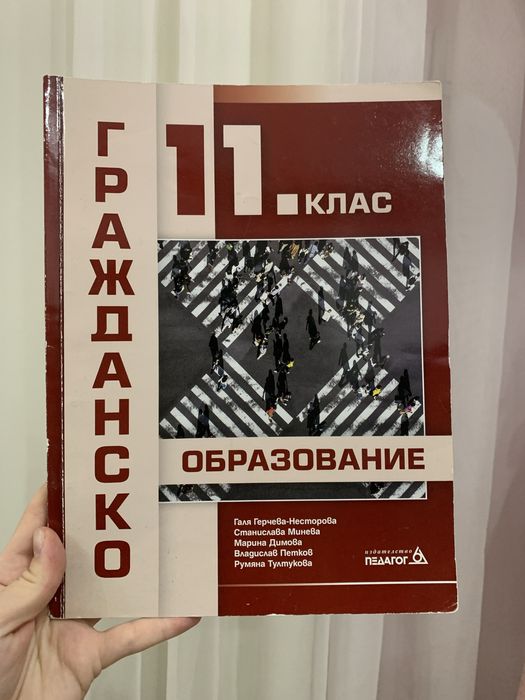 ГРАЖДАНСКО
11. КЛАС
ОБРАЗОВАНИЕ
Галя Герчева-Несторова
Станислава Минева
Марина Димова
Владислав Петков
Румяна Тултукова
издателство
ПЕДАГОГ 6